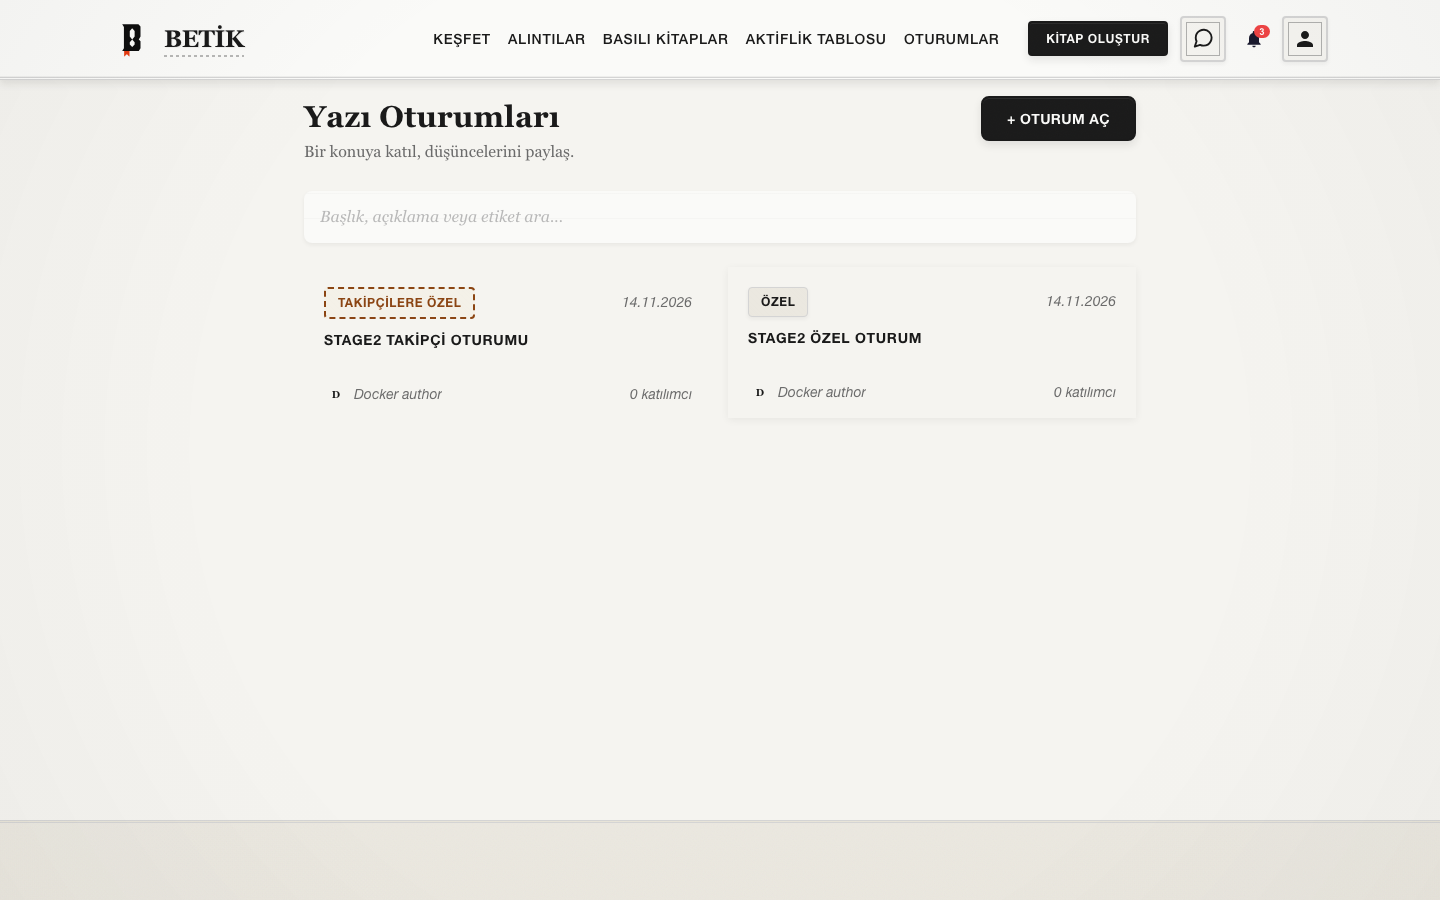 BETİK
KEŞFET ALINTILAR BASILI KİTAPLAR AKTİFLİK TABLOSU OTURUMLAR KİTAP OLUŞTUR 3
Yazı Oturumları
+ OTURUM AÇ
Bir konuya katıl, düşüncelerini paylaş.
Başlık, açıklama veya etiket ara...
TAKİPÇİLERE ÖZEL 14.11.2026
STAGE2 TAKİPÇİ OTURUMU
D Docker author 0 katılımcı
ÖZEL 14.11.2026
STAGE2 ÖZEL OTURUM
D Docker author 0 katılımcı